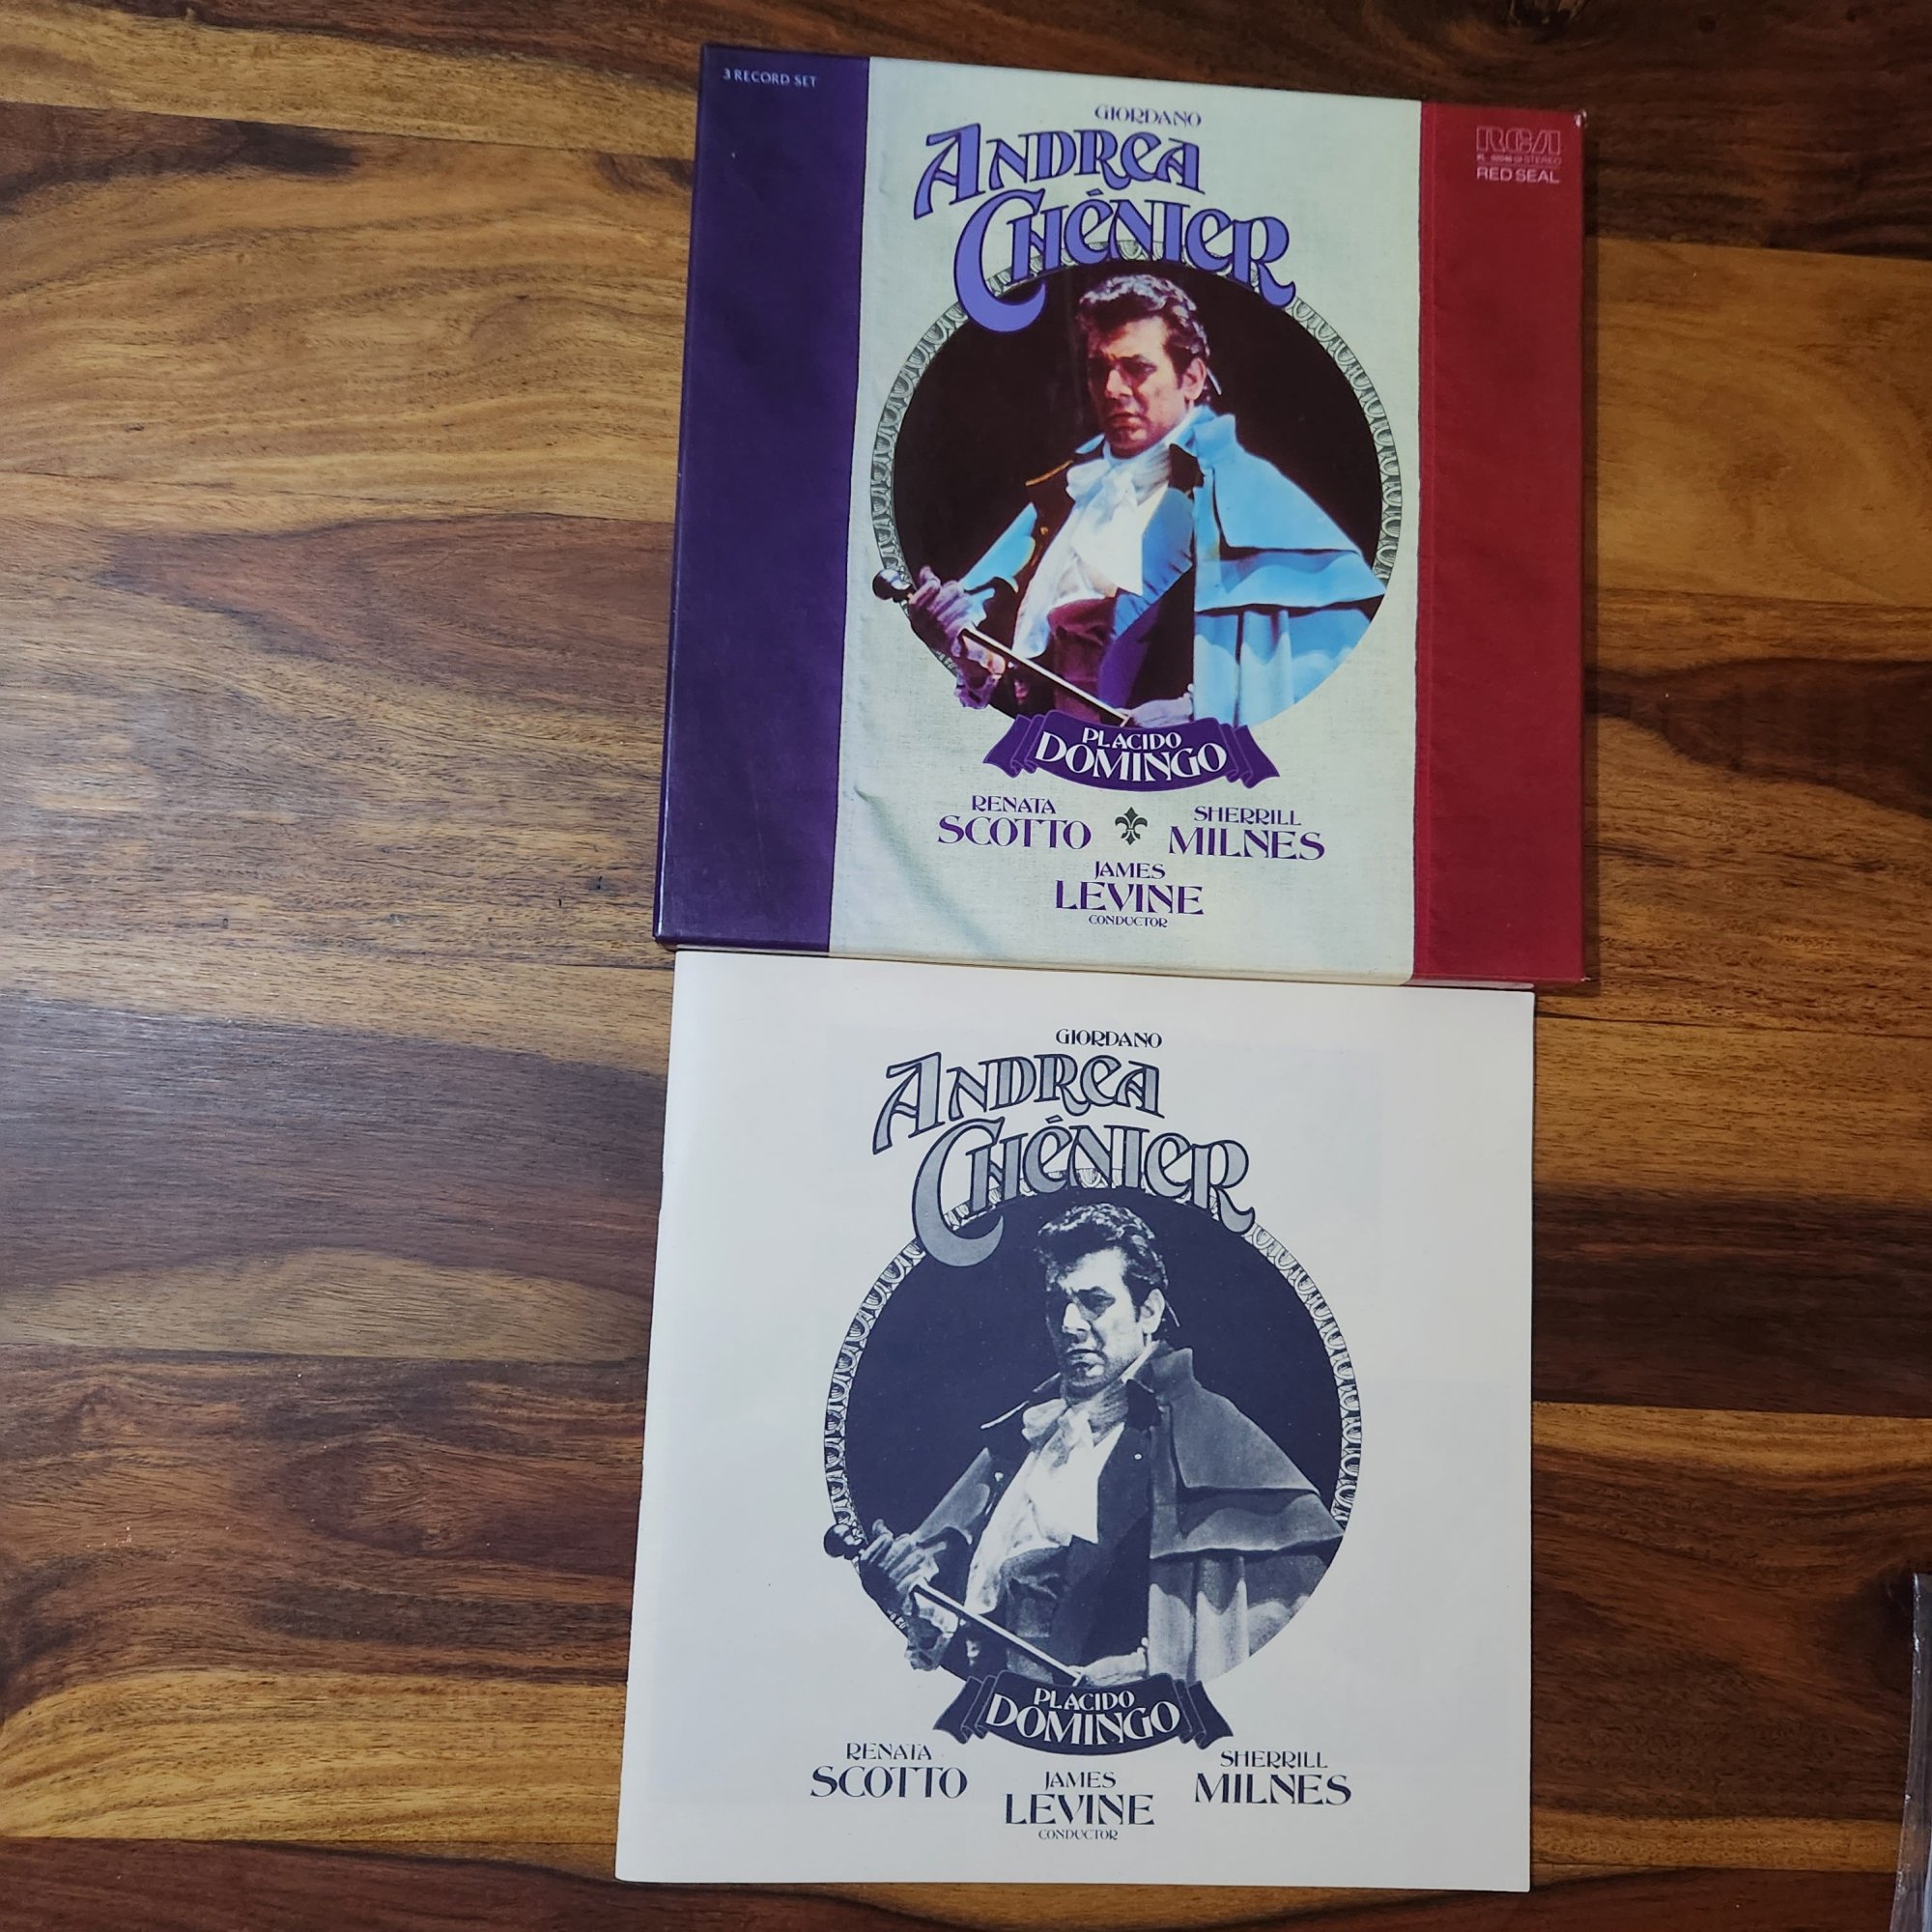 3 RECORD SET
GIORDANO
ANDREA
CHÉNIER
RCA
STEREO
RED SEAL
PLACIDO
DOMINGO
RENATA
SCOTTO
SHERRILL
MILNES
JAMES
LEVINE
CONDUCTOR
GIORDANO
ANDREA
CHÉNIER
PLACIDO
DOMINGO
RENATA
SCOTTO
JAMES
LEVINE
CONDUCTOR
SHERRILL
MILNES